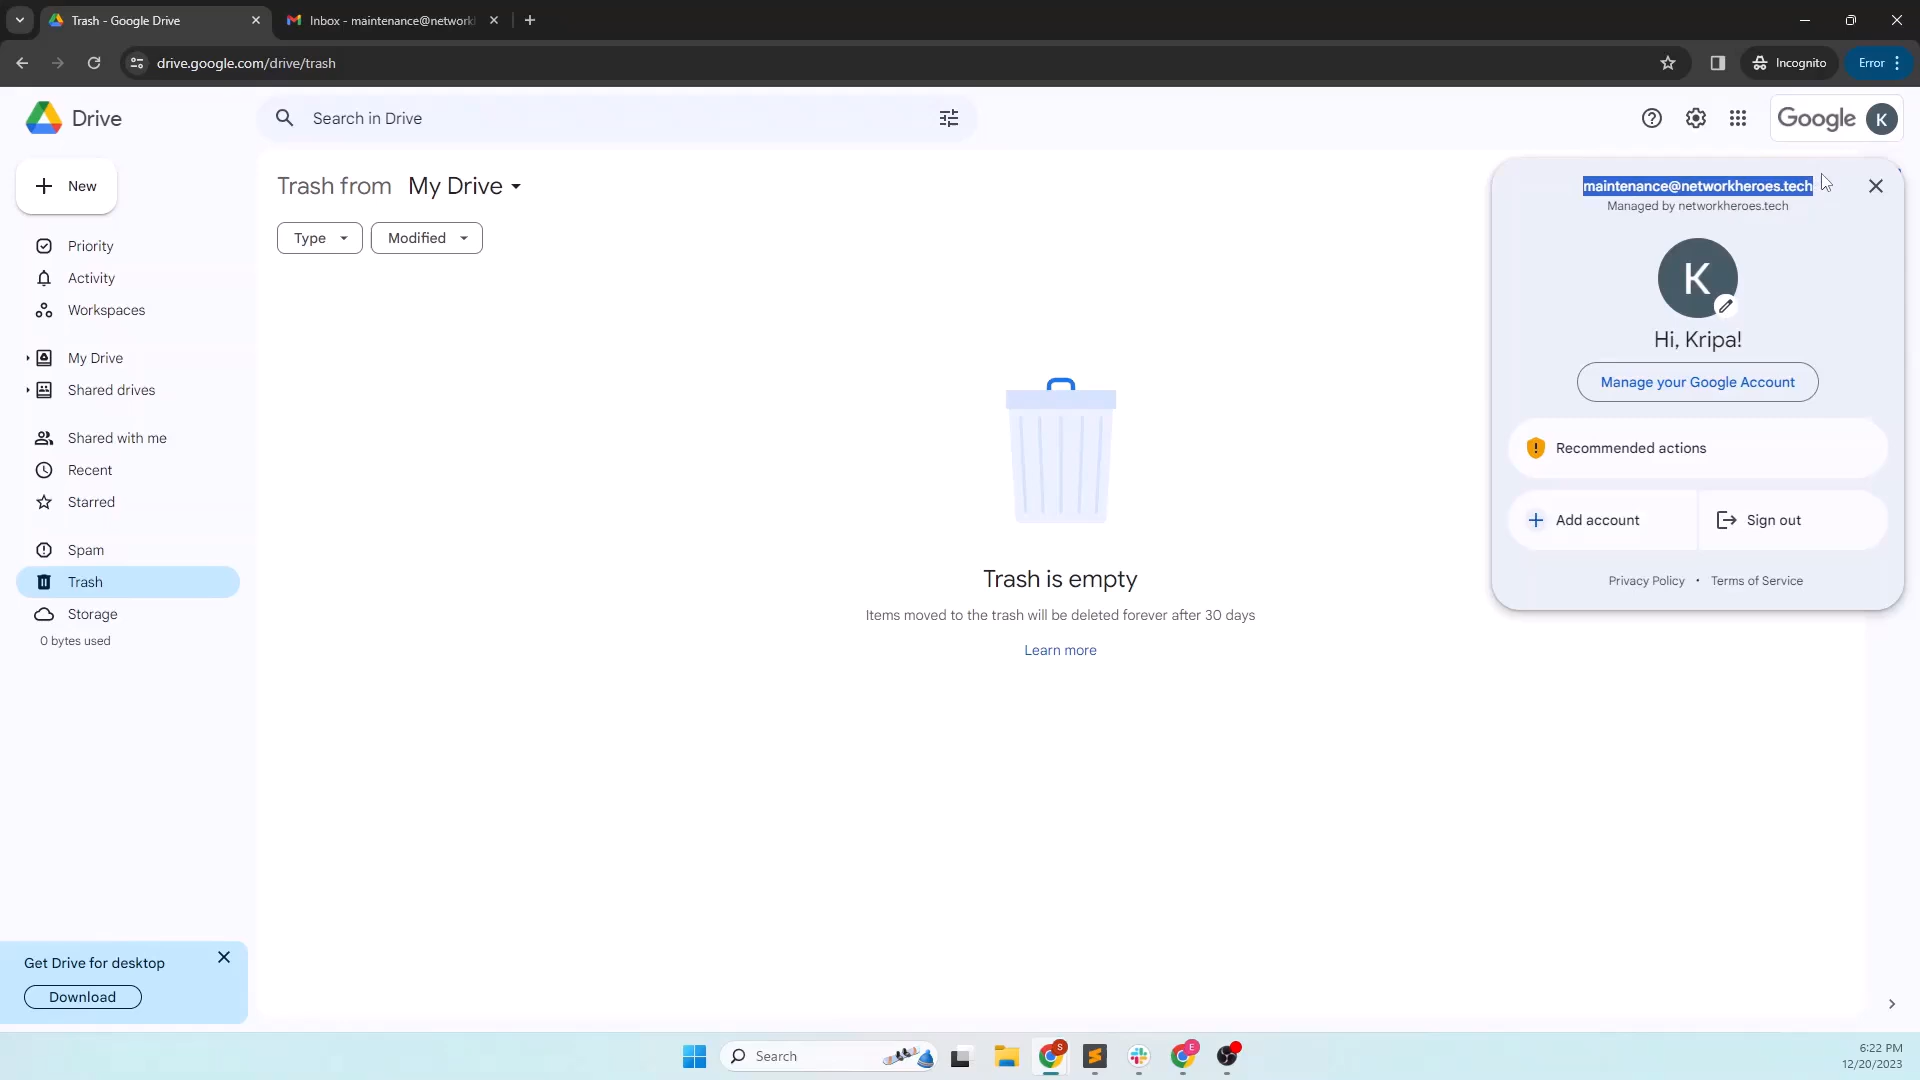 Trash - Google Drive
Inbox - maintenance@network
drive.google.com/drive/trash
Incognito
Error
Drive
Search in Drive
Google
K
New
Trash from My Drive
maintenance@networkheroes.tech
Managed by networkheroes.tech
Type
Modified
Priority
Activity
Workspaces
K
Hi, Kripa!
My Drive
Manage your Google Account
Shared drives
Shared with me
Recommended actions
Recent
Starred
Add account
Sign out
Spam
Trash
Trash is empty
Privacy Policy • Terms of Service
Storage
Items moved to the trash will be deleted forever after 30 days
0 bytes used
Learn more
Get Drive for desktop
Download
Search
S
E
6:22 PM
12/20/2023